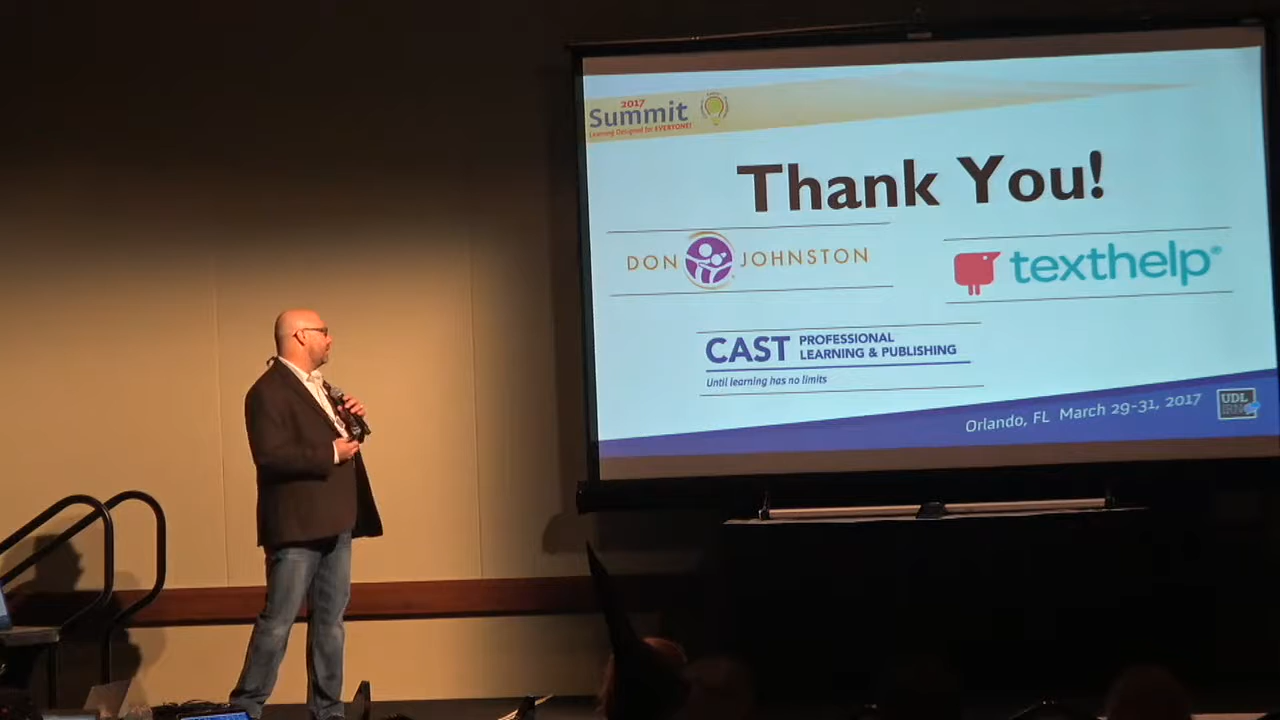 2017
Summit
Learning Designed for EVERYONE!
Thank You!
DON JOHNSTON
texthelp®
CAST PROFESSIONAL
LEARNING & PUBLISHING
Until learning has no limits
Orlando, FL March 29-31, 2017
UDL
IRN